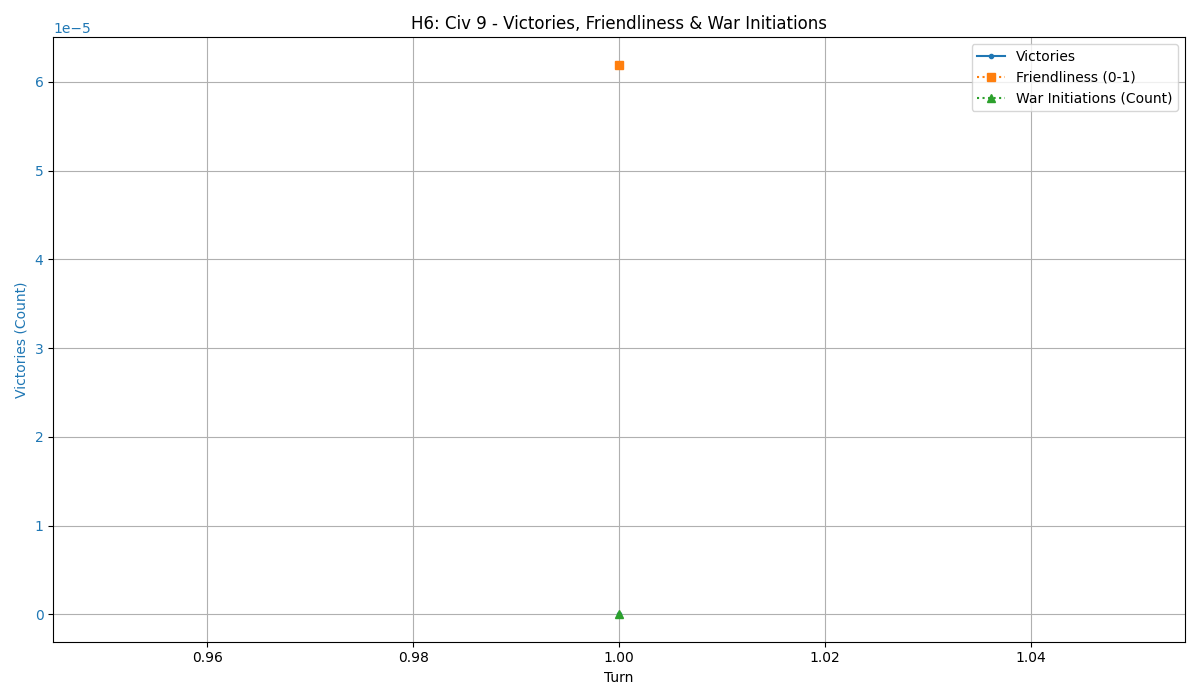 H6: Civ 9 - Victories, Friendliness & War Initiations
1e−5
Victories
Friendliness (0-1)
War Initiations (Count)
6
5
4
3
2
1
0
Victories (Count)
0.96 0.98 1.00 1.02 1.04
Turn